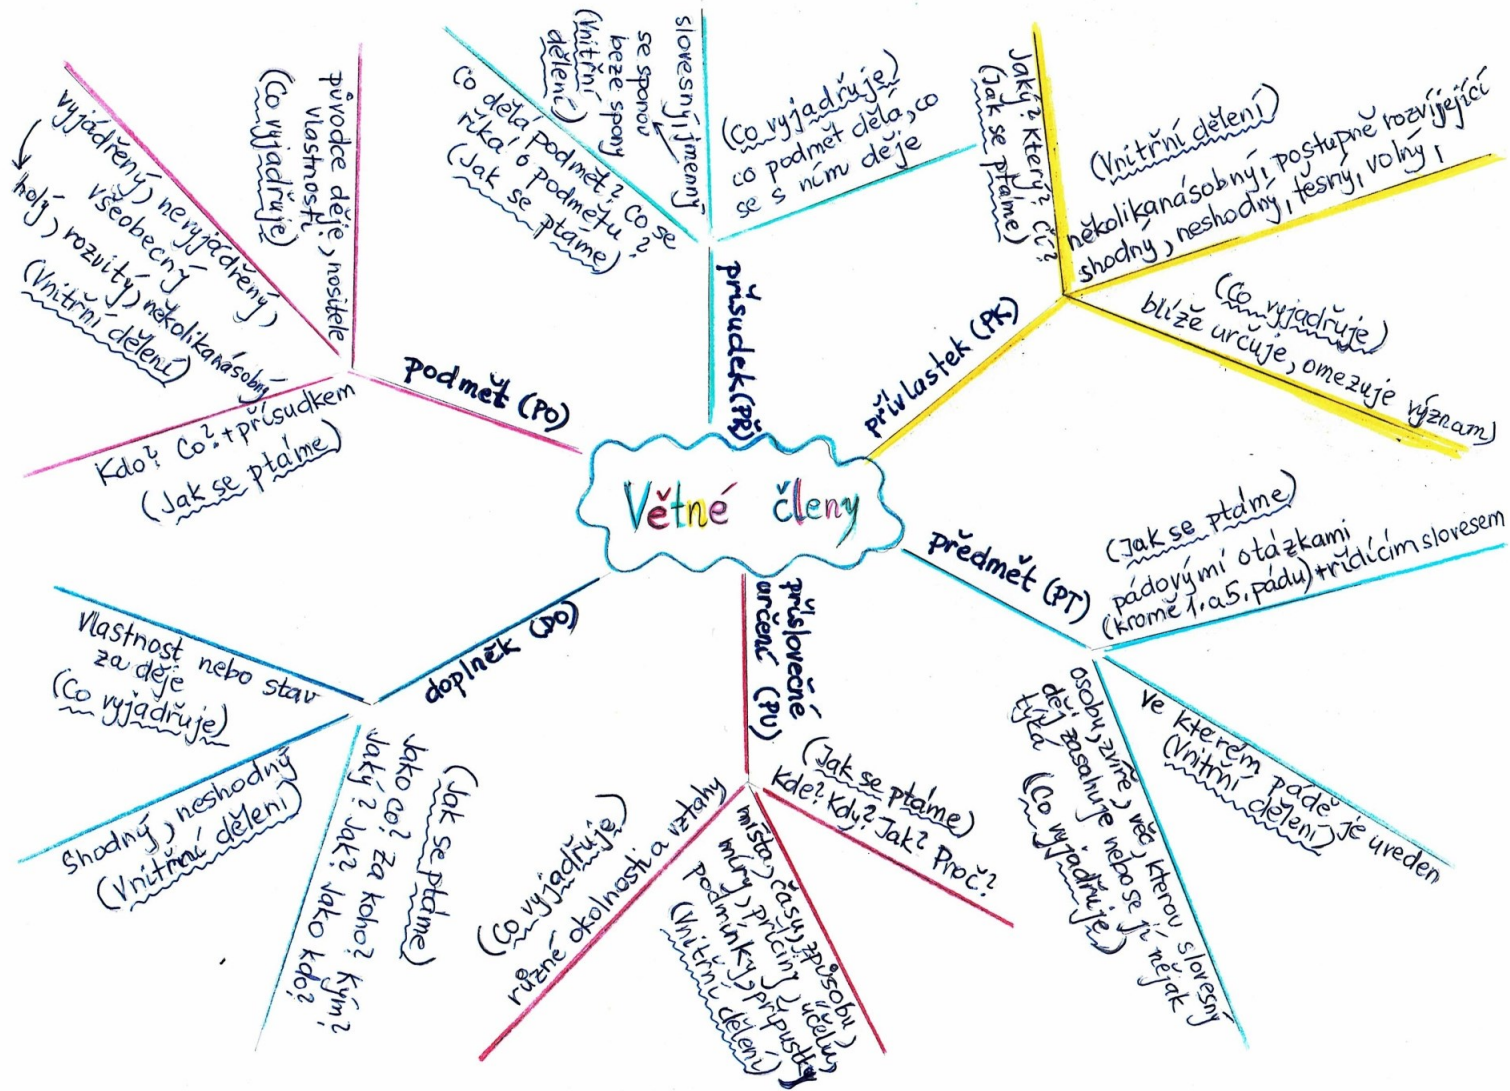 Větné členy
podmět (PO)
původce děje, nositele
vlastnosti
(Co vyjadřuje)
vyjádřený, nevyjádřený,
všeobecný
holý, rozvitý, několikanásobný
(Vnitřní dělení)
Kdo? Co? + přísudkem
(Jak se ptáme)
přísudek (PŘ)
co dělá podmět? Co se
říká o podmětu?
(Jak se ptáme)
slovesný, jmenný
se sponou
beze spony
(Vnitřní
dělení)
(co vyjadřuje)
co podmět dělá, co
se s ním děje
přívlastek (PK)
Jaký? který? čí?
(Jak se ptáme)
(Vnitřní dělení)
několikanásobný, postupně rozvíjející
shodný, neshodný, těsný, volný,
(Co vyjadřuje)
blíže určuje, omezuje význam
předmět (PT)
(Jak se ptáme)
pádovými otázkami
(kromě 1. a 5. pádu) + řídícím slovesem
ve kterém pádě je uveden
(Vnitřní dělení)
osobu, zvíře, věc, kterou slovesný
děj zasahuje nebo se jí nějak
týká
(Co vyjadřuje)
příslovečné
určení (PU)
(Jak se ptáme)
Kde? Kdy? Jak? Proč?
místa, času, způsobu,
míry, příčiny, účelu,
podmínky, přípustky
(Vnitřní dělení)
(Co vyjadřuje)
různé okolnosti a vztahy
doplněk (DO)
vlastnost nebo stav
za děje
(Co vyjadřuje)
shodný, neshodný
(Vnitřní dělení)
(Jak se ptáme)
Jako co? Za koho? Kým?
Jaký? Jak? Jako kdo?